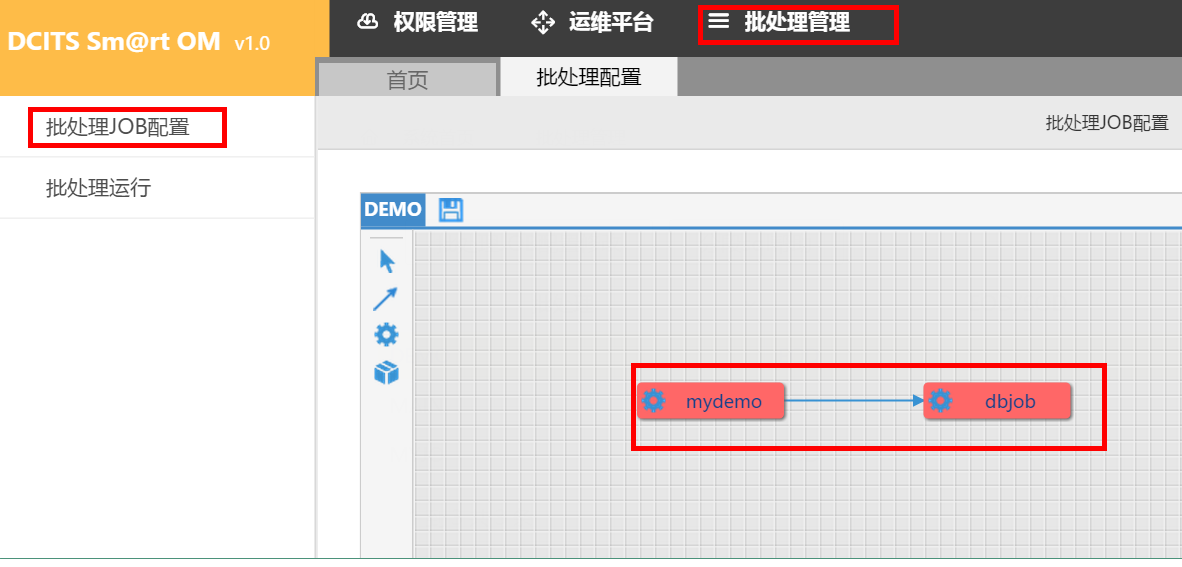 DCITS Sm@rt OM v1.0
权限管理 运维平台 批处理管理
首页 批处理配置
批处理JOB配置
批处理JOB配置
批处理运行
DEMO
mydemo dbjob